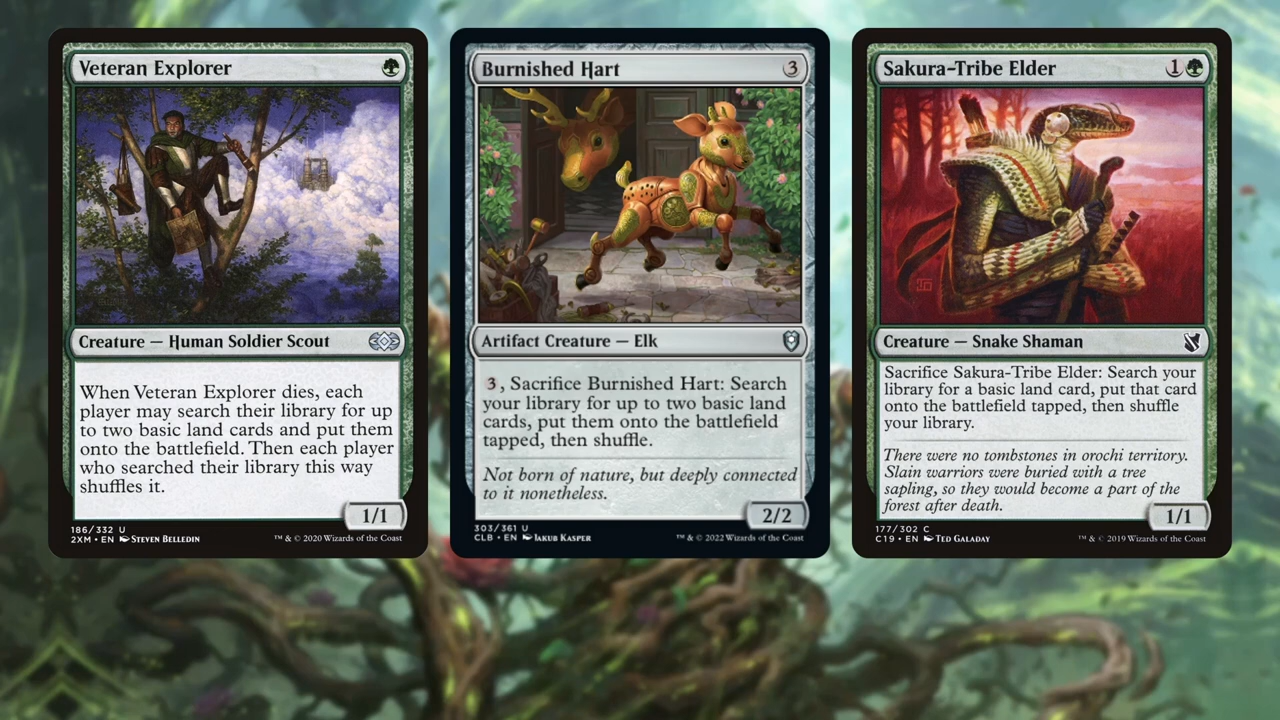 Veteran Explorer
Creature — Human Soldier Scout
When Veteran Explorer dies, each
player may search their library for up
to two basic land cards and put them
onto the battlefield. Then each player
who searched their library this way
shuffles it.
1/1
186/332 U
2XM • EN Steven Belledin
™ & © 2020 Wizards of the Coast
Burnished Hart
3
Artifact Creature — Elk
3, Sacrifice Burnished Hart: Search
your library for up to two basic land
cards, put them onto the battlefield
tapped, then shuffle.
Not born of nature, but deeply connected
to it nonetheless.
2/2
303/361 U
CLB • EN Jakub Kasper
™ & © 2022 Wizards of the Coast
Sakura-Tribe Elder
1
Creature — Snake Shaman
Sacrifice Sakura-Tribe Elder: Search your
library for a basic land card, put that card
onto the battlefield tapped, then shuffle
your library.
There were no tombstones in orochi territory.
Slain warriors were buried with a tree
sapling, so they would become a part of the
forest after death.
1/1
177/302 C
C19 • EN Ted Galaday
™ & © 2019 Wizards of the Coast